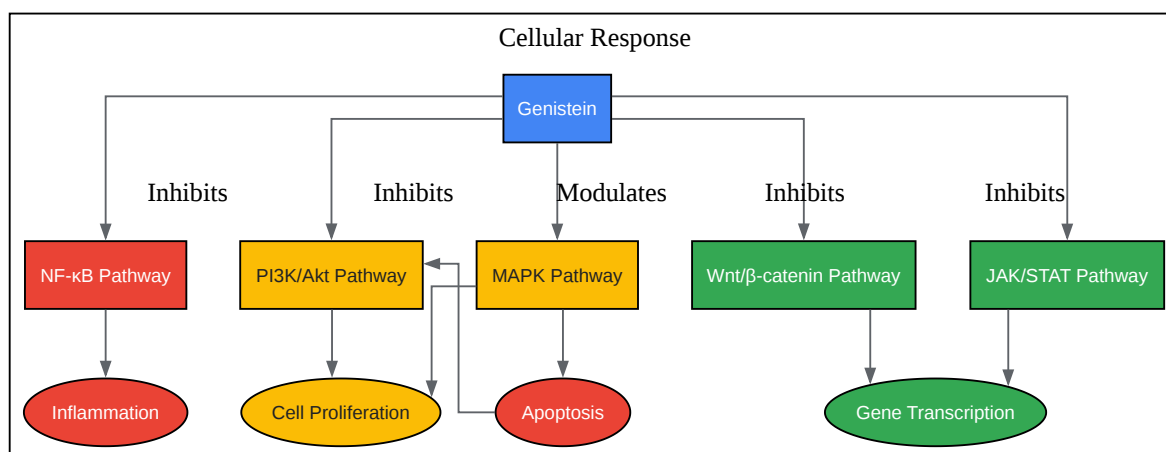 Cellular Response
Genistein
Inhibits
Inhibits
Modulates
Inhibits
Inhibits
NF-κB Pathway
PI3K/Akt Pathway
MAPK Pathway
Wnt/β-catenin Pathway
JAK/STAT Pathway
Inflammation
Cell Proliferation
Apoptosis
Gene Transcription